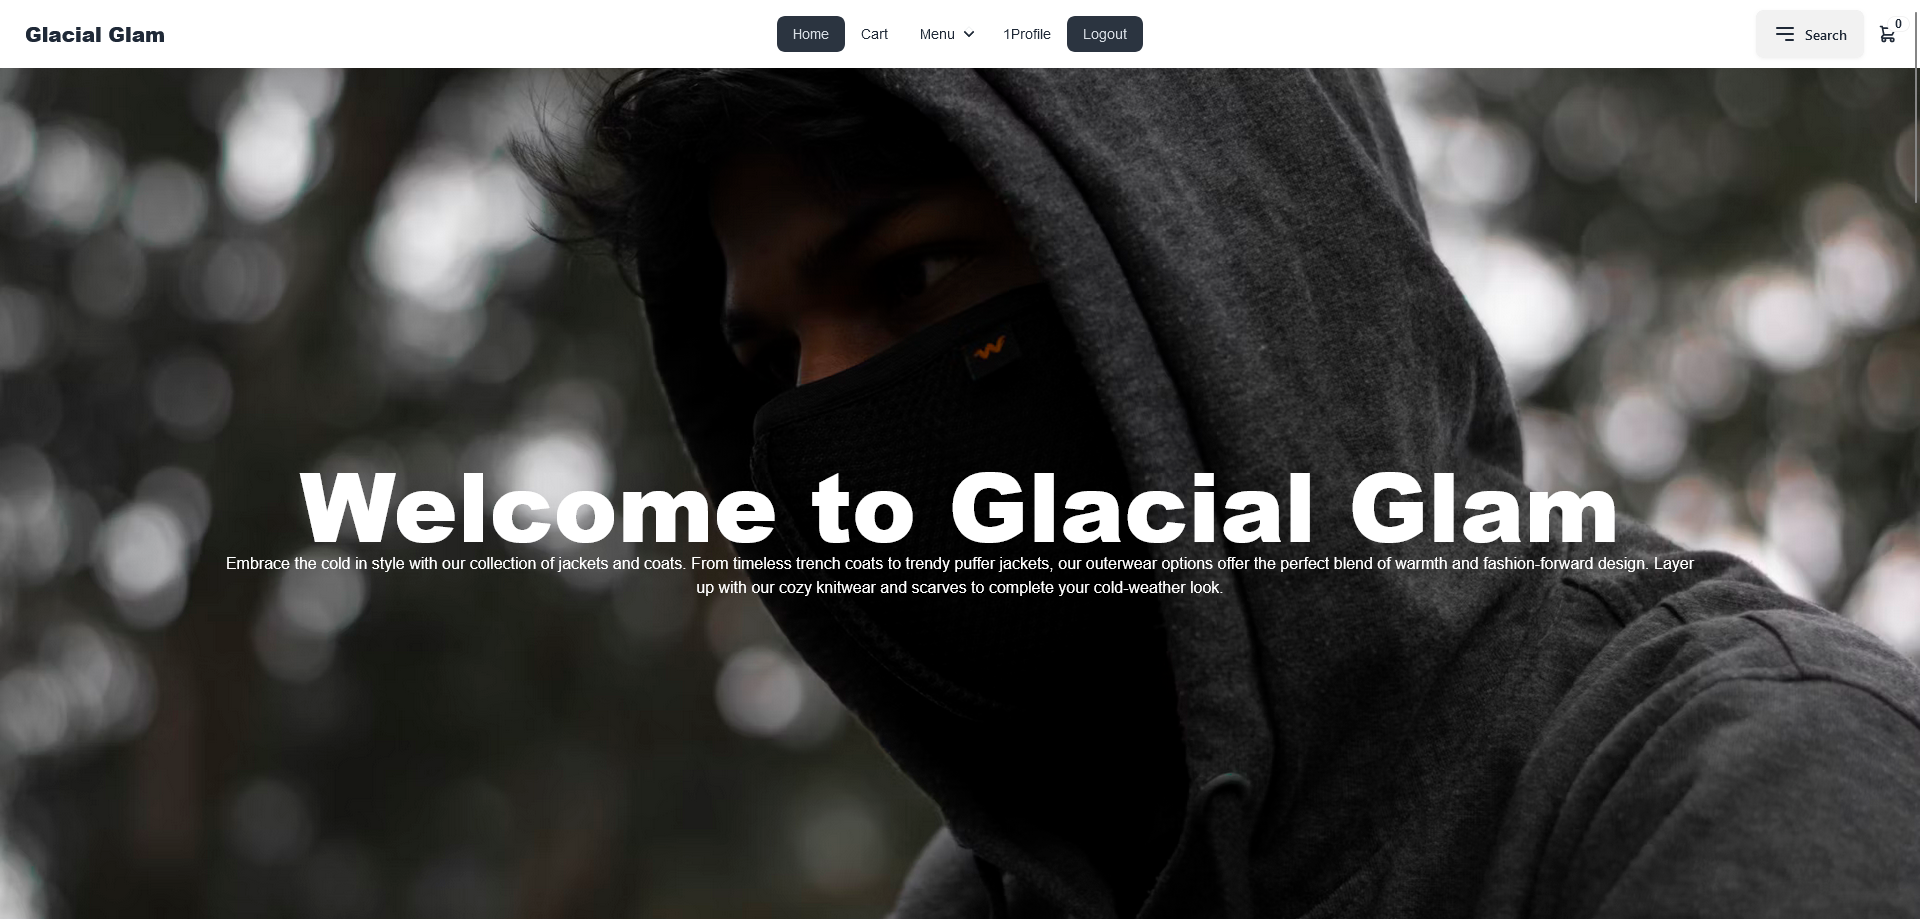 Glacial Glam
Home
Cart
Menu
1Profile
Logout
Search
0
Welcome to Glacial Glam
Embrace the cold in style with our collection of jackets and coats. From timeless trench coats to trendy puffer jackets, our outerwear options offer the perfect blend of warmth and fashion-forward design. Layer
up with our cozy knitwear and scarves to complete your cold-weather look.